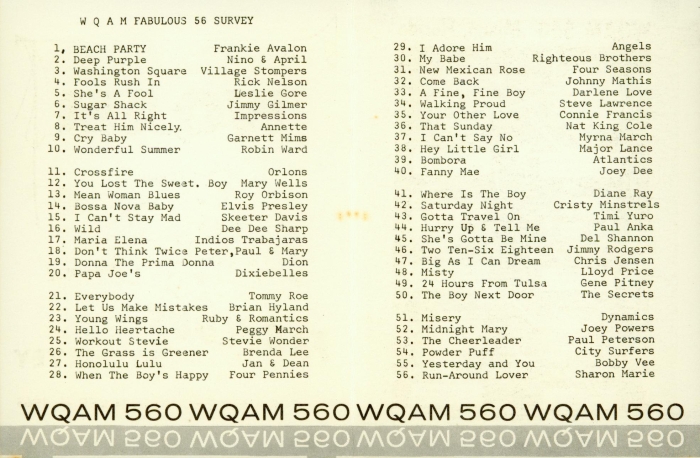 W Q A M FABULOUS 56 SURVEY
1, BEACH PARTY Frankie Avalon
2. Deep Purple Nino & April
3. Washington Square Village Stompers
4. Fools Rush In Rick Nelson
5. She's A Fool Leslie Gore
6. Sugar Shack Jimmy Gilmer
7. It's All Right Impressions
8. Treat Him Nicely. Annette
9. Cry Baby Garnett Mims
10. Wonderful Summer Robin Ward
11. Crossfire Orlons
12. You Lost The Sweet. Boy Mary Wells
13. Mean Woman Blues Roy Orbison
14. Bossa Nova Baby Elvis Presley
15. I Can't Stay Mad Skeeter Davis
16. Wild Dee Dee Sharp
17. Maria Elena Indios Trabajaras
18. Don't Think Twice Peter,Paul & Mary
19. Donna The Prima Donna Dion
20. Papa Joe's Dixiebelles
21. Everybody Tommy Roe
22. Let Us Make Mistakes Brian Hyland
23. Young Wings Ruby & Romantics
24. Hello Heartache Peggy March
25. Workout Stevie Stevie Wonder
26. The Grass is Greener Brenda Lee
27. Honolulu Lulu Jan & Dean
28. When The Boy's Happy Four Pennies
29. I Adore Him Angels
30. My Babe Righteous Brothers
31. New Mexican Rose Four Seasons
32. Come Back Johnny Mathis
33. A Fine, Fine Boy Darlene Love
34. Walking Proud Steve Lawrence
35. Your Other Love Connie Francis
36. That Sunday Nat King Cole
37. I Can't Say No Myrna March
38. Hey Little Girl Major Lance
39. Bombora Atlantics
40. Fanny Mae Joey Dee
41. Where Is The Boy Diane Ray
42. Saturday Night Cristy Minstrels
43. Gotta Travel On Timi Yuro
44. Hurry Up & Tell Me Paul Anka
45. She's Gotta Be Mine Del Shannon
46. Two Ten-Six Eighteen Jimmy Rodgers
47. Big As I Can Dream Chris Jensen
48. Misty Lloyd Price
49. 24 Hours From Tulsa Gene Pitney
50. The Boy Next Door The Secrets
51. Misery Dynamics
52. Midnight Mary Joey Powers
53. The Cheerleader Paul Peterson
54. Powder Puff City Surfers
55. Yesterday and You Bobby Vee
56. Run-Around Lover Sharon Marie
WQAM 560 WQAM 560 WQAM 560 WQAM 560
WQAM 560 WQAM 560 WQAM 560 WQAM 560